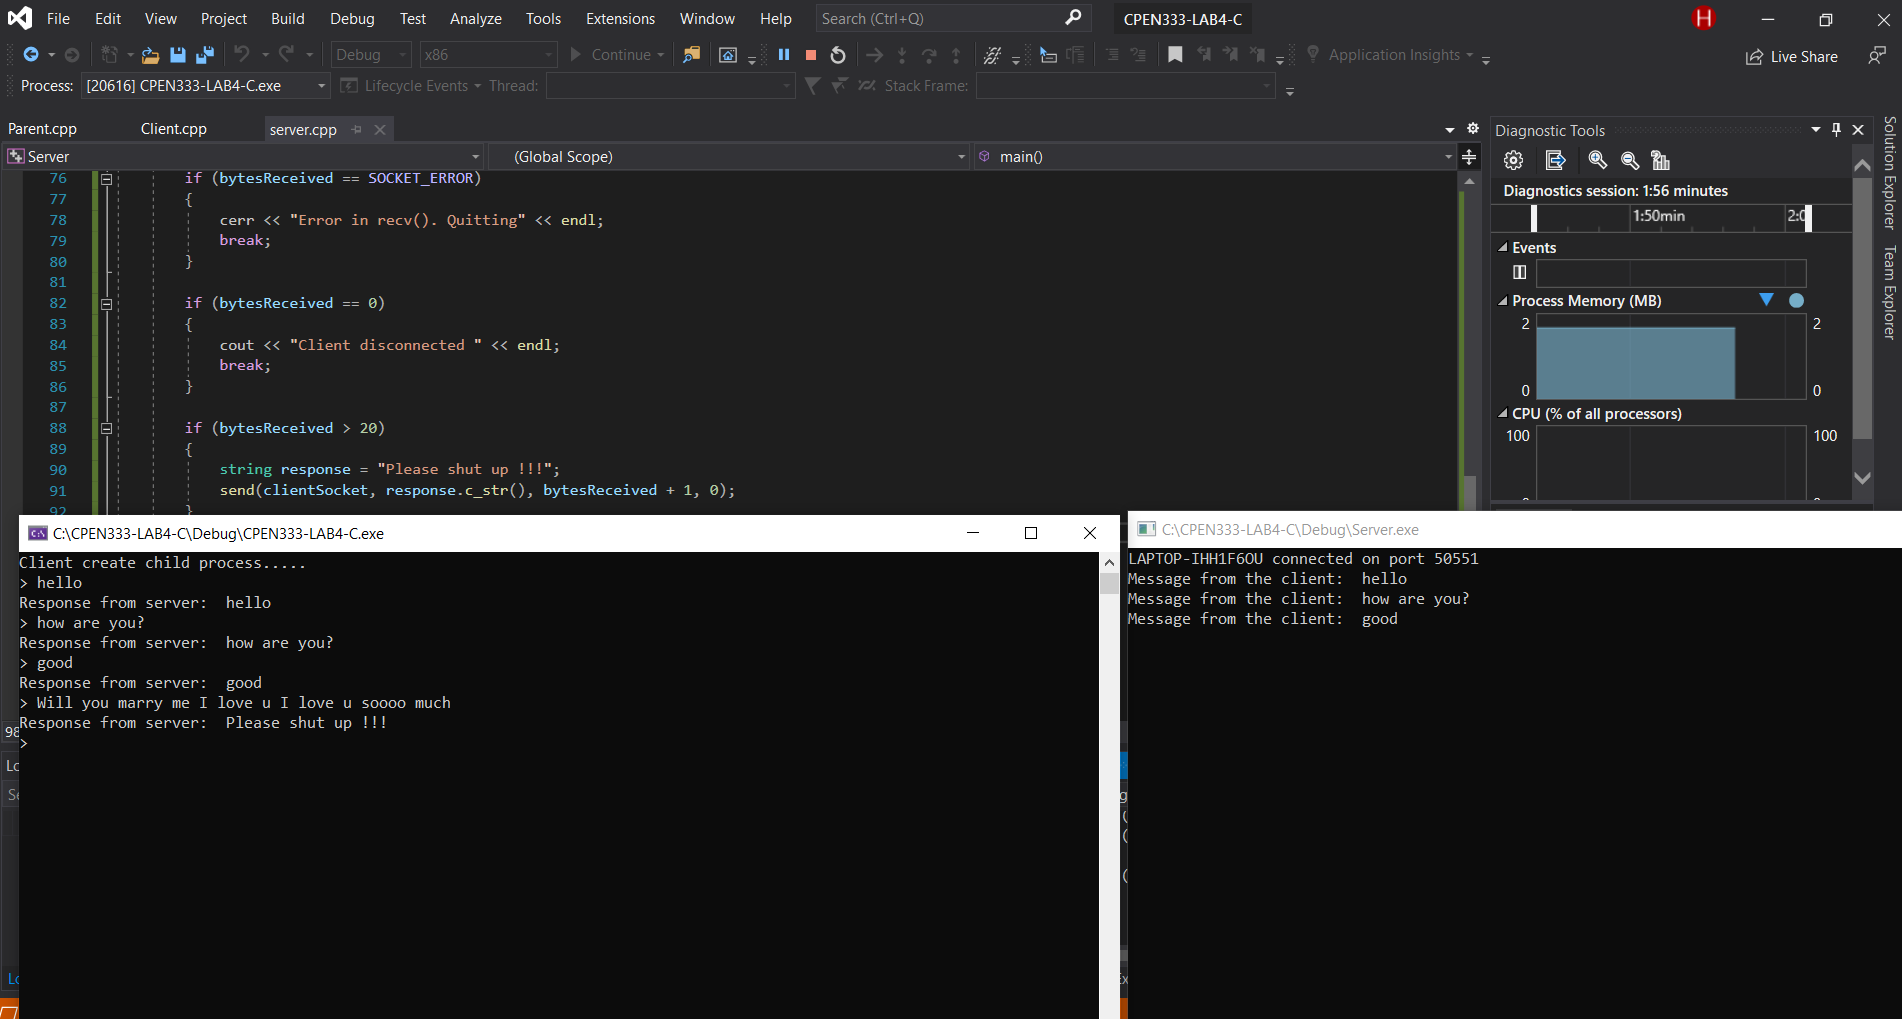 File Edit View Project Build Debug Test Analyze Tools Extensions Window Help Search (Ctrl+Q) CPEN333-LAB4-C H
Debug x86 Continue Application Insights Live Share
Process: [20616] CPEN333-LAB4-C.exe Lifecycle Events Thread: Stack Frame:
Parent.cpp Client.cpp server.cpp
Server (Global Scope) main()
76 if (bytesReceived == SOCKET_ERROR)
77 {
78 cerr << "Error in recv(). Quitting" << endl;
79 break;
80 }
81
82 if (bytesReceived == 0)
83 {
84 cout << "Client disconnected " << endl;
85 break;
86 }
87
88 if (bytesReceived > 20)
89 {
90 string response = "Please shut up !!!";
91 send(clientSocket, response.c_str(), bytesReceived + 1, 0);
92 }
Diagnostic Tools
Diagnostics session: 1:56 minutes
1:50min 2:0
Events
Process Memory (MB)
2 2
0 0
CPU (% of all processors)
100 100
Solution Explorer
Team Explorer
C:\CPEN333-LAB4-C\Debug\CPEN333-LAB4-C.exe
Client create child process.....
> hello
Response from server:  hello
> how are you?
Response from server:  how are you?
> good
Response from server:  good
> Will you marry me I love u I love u soooo much
Response from server:  Please shut up !!!
>
C:\CPEN333-LAB4-C\Debug\Server.exe
LAPTOP-IHH1F6OU connected on port 50551
Message from the client:  hello
Message from the client:  how are you?
Message from the client:  good
98
Lo
Se
Lo